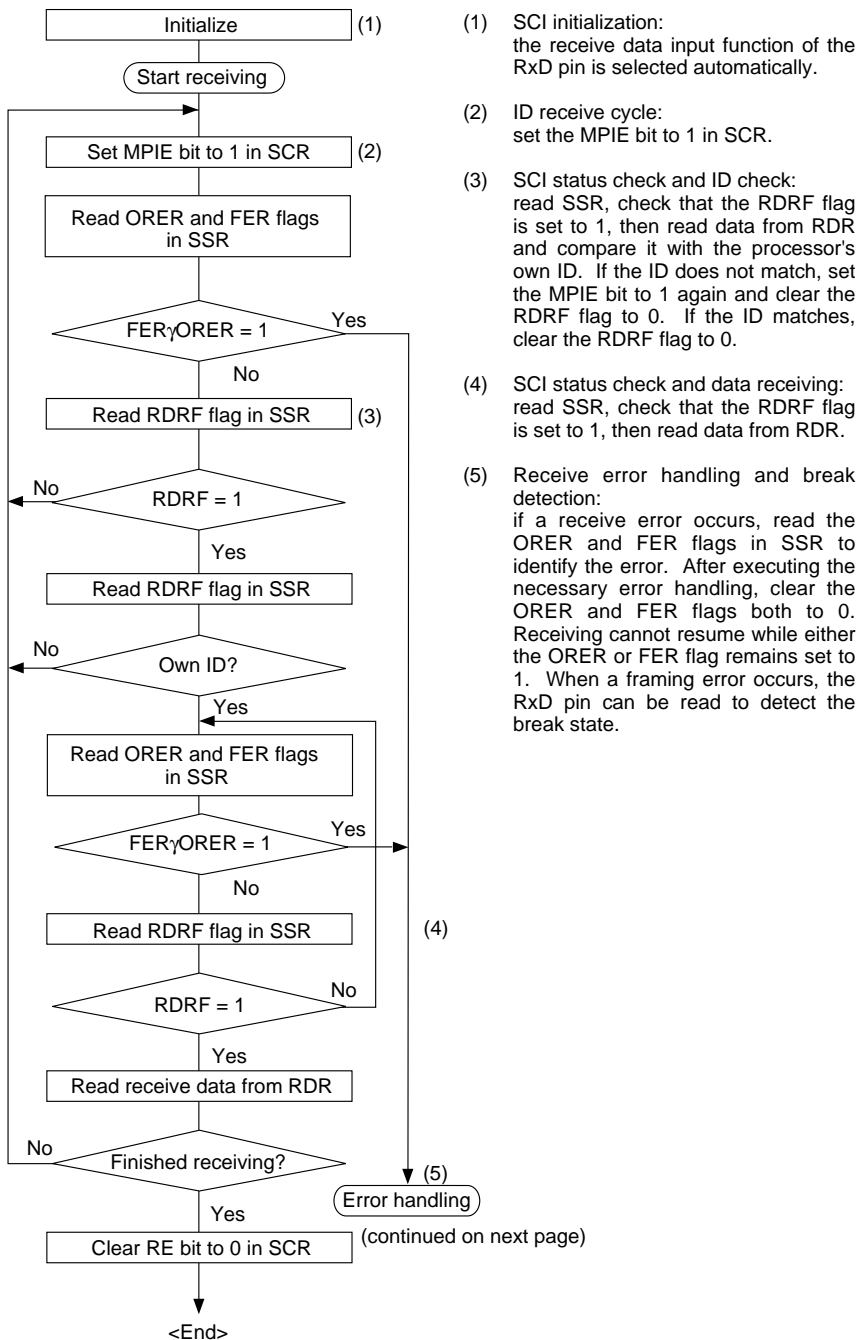 Initialize
(1)
Start receiving
Set MPIE bit to 1 in SCR
(2)
Read ORER and FER flags
in SSR
FERγORER = 1
Yes
No
Read RDRF flag in SSR
(3)
No
RDRF = 1
Yes
Read RDRF flag in SSR
No
Own ID?
Yes
Read ORER and FER flags
in SSR
Yes
FERγORER = 1
No
Read RDRF flag in SSR
(4)
No
RDRF = 1
Yes
Read receive data from RDR
No
Finished receiving?
(5)
Error handling
Yes
(continued on next page)
Clear RE bit to 0 in SCR
<End>
(1) SCI initialization:
the receive data input function of the
RxD pin is selected automatically.
(2) ID receive cycle:
set the MPIE bit to 1 in SCR.
(3) SCI status check and ID check:
read SSR, check that the RDRF flag
is set to 1, then read data from RDR
and compare it with the processor's
own ID. If the ID does not match, set
the MPIE bit to 1 again and clear the
RDRF flag to 0. If the ID matches,
clear the RDRF flag to 0.
(4) SCI status check and data receiving:
read SSR, check that the RDRF flag
is set to 1, then read data from RDR.
(5) Receive error handling and break
detection:
if a receive error occurs, read the
ORER and FER flags in SSR to
identify the error. After executing the
necessary error handling, clear the
ORER and FER flags both to 0.
Receiving cannot resume while either
the ORER or FER flag remains set to
1. When a framing error occurs, the
RxD pin can be read to detect the
break state.